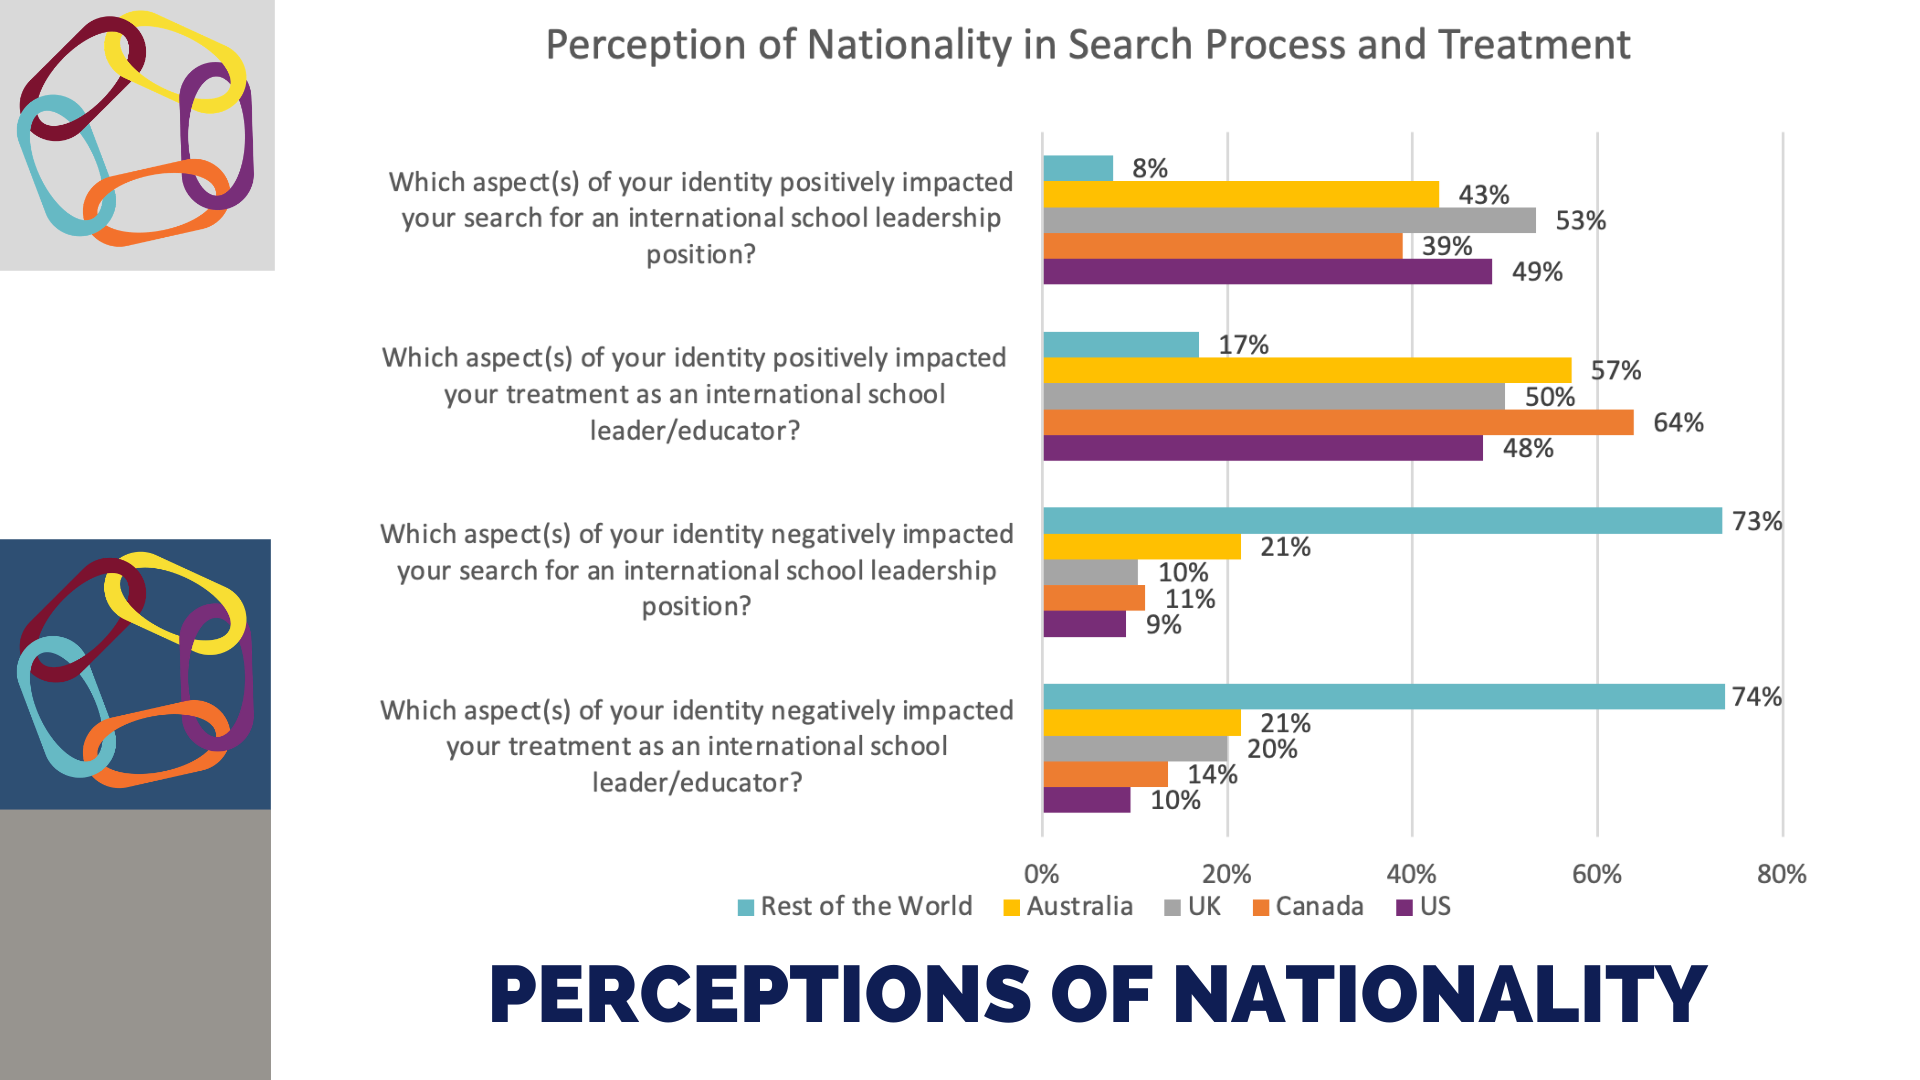 Perception of Nationality in Search Process and Treatment
Which aspect(s) of your identity positively impacted
your search for an international school leadership
position?
8%
43%
53%
39%
49%
Which aspect(s) of your identity positively impacted
your treatment as an international school
leader/educator?
17%
57%
50%
64%
48%
Which aspect(s) of your identity negatively impacted
your search for an international school leadership
position?
73%
21%
10%
11%
9%
Which aspect(s) of your identity negatively impacted
your treatment as an international school
leader/educator?
74%
21%
20%
14%
10%
0% 20% 40% 60% 80%
Rest of the World Australia UK Canada US
PERCEPTIONS OF NATIONALITY